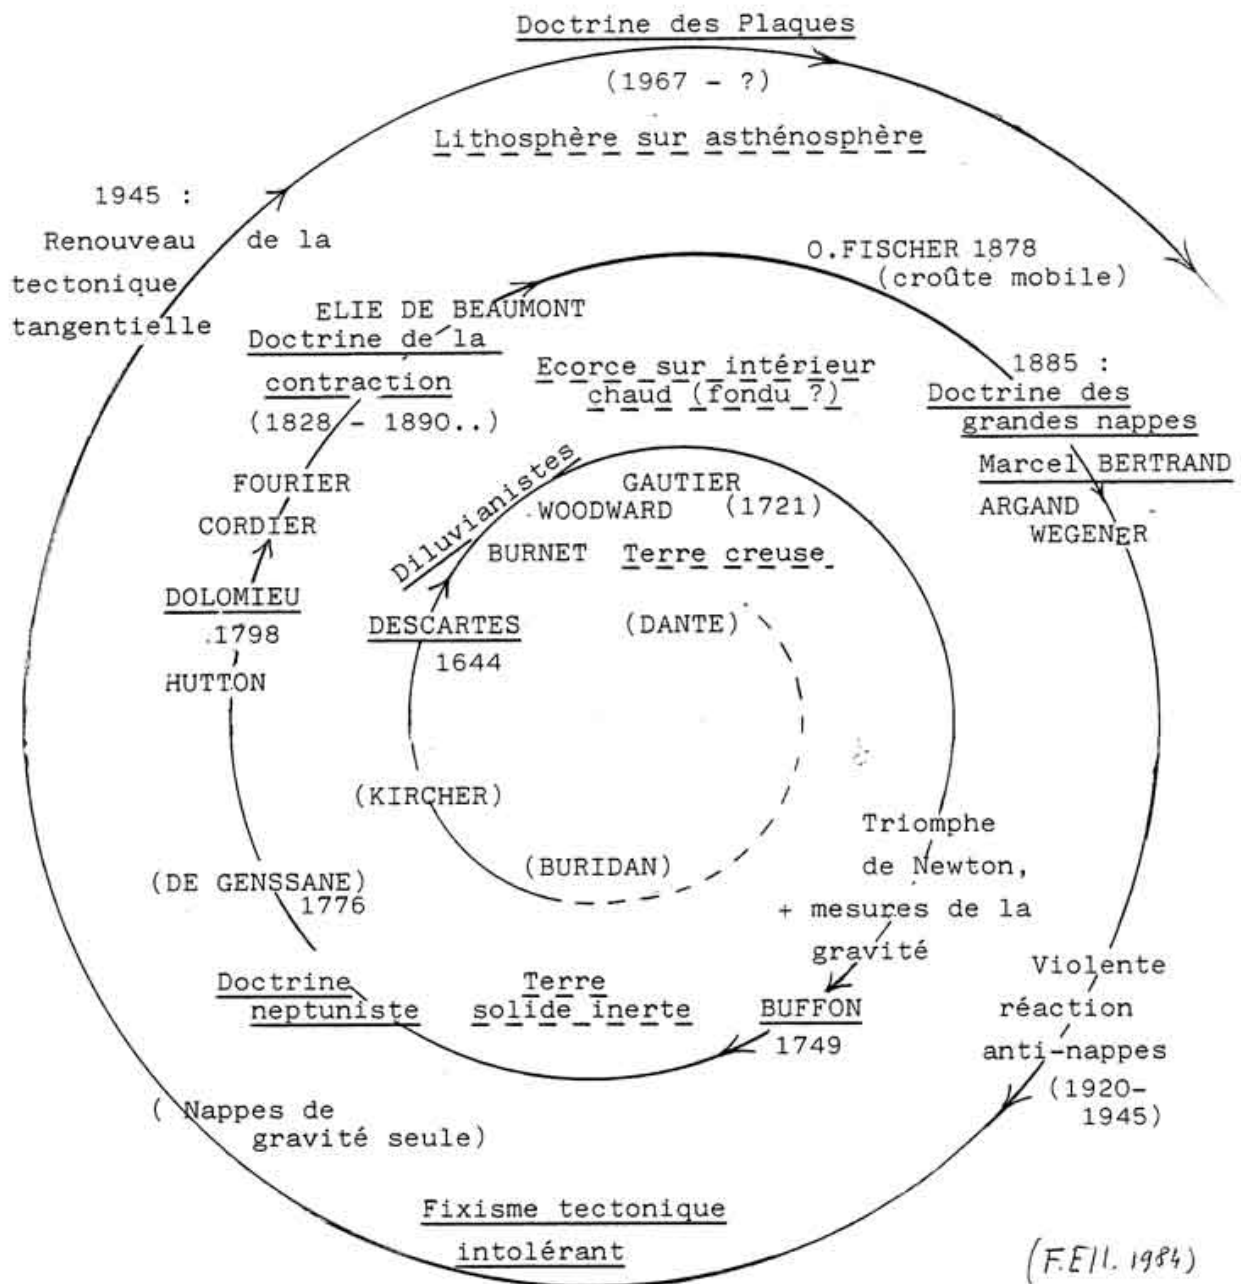 Doctrine des Plaques
(1967 - ?)
Lithosphère sur asthénosphère
1945 :
Renouveau de la
tectonique
tangentielle
O.FISCHER 1878
(croûte mobile)
ELIE DE BEAUMONT
Doctrine de la
contraction
(1828 - 1890..)
Ecorce sur intérieur
chaud (fondu ?)
1885 :
Doctrine des
grandes nappes
Marcel BERTRAND
ARGAND
WEGENER
FOURIER
CORDIER
DOLOMIEU
1798
HUTTON
Diluvianistes
GAUTIER
WOODWARD (1721)
BURNET
Terre creuse
DESCARTES
1644
(DANTE)
(KIRCHER)
(BURIDAN)
Triomphe
de Newton,
+ mesures de la
gravité
(DE GENSSANE)
1776
Doctrine
neptuniste
Terre
solide inerte
BUFFON
1749
Violente
réaction
anti-nappes
(1920-
1945)
( Nappes de
gravité seule)
Fixisme tectonique
intolérant
(F.Ell. 1984)